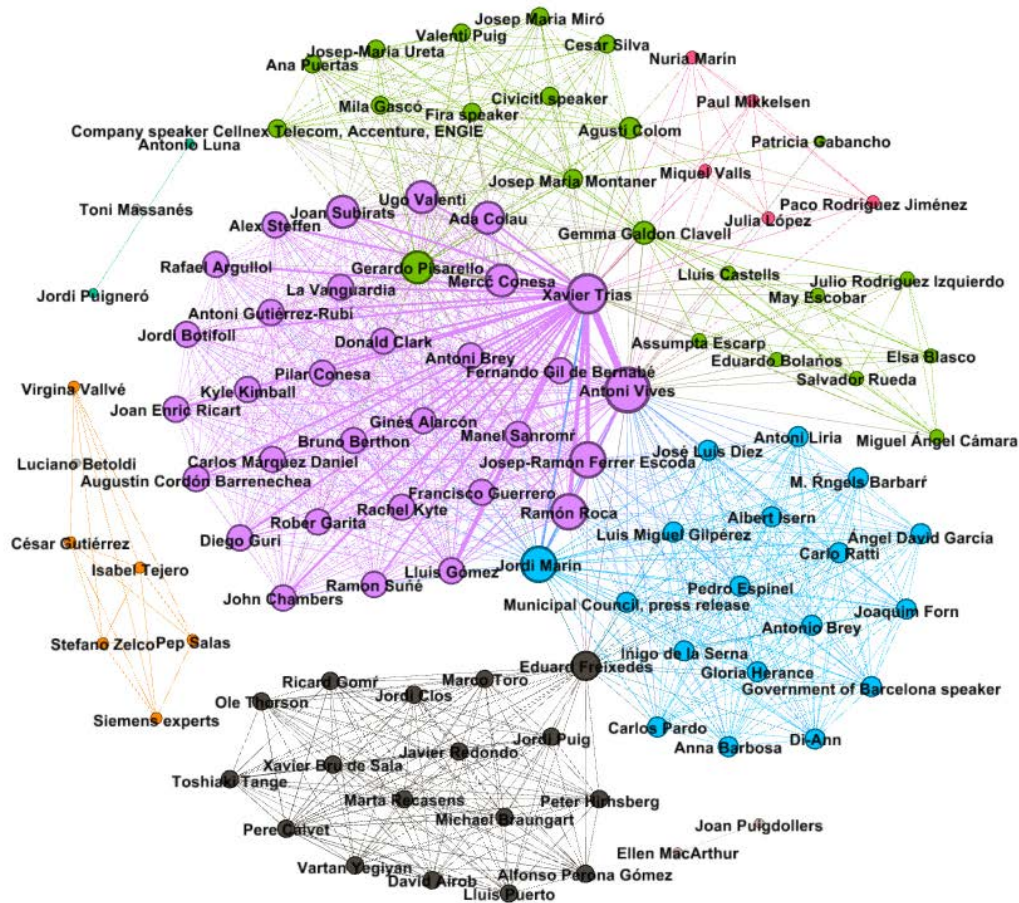 Josep Maria Miró
Valentí Puig
Cesar Silva
Josep-Maria Ureta
Ana Puertas
Nuria Marín
Mila Gascó
Civiciti speaker
Fira speaker
Paul Mikkelsen
Company speaker Cellnex Telecom, Accenture, ENGIE
Agustí Colom
Antonio Luna
Patricia Gabancho
Miquel Valls
Josep Maria Montaner
Toni Massanés
Ugo Valenti
Joan Subirats
Ada Colau
Paco Rodríguez Jiménez
Julia López
Alex Steffen
Gemma Galdon Clavell
Rafael Argullol
Gerardo Pisarello
Mercč Conesa
Lluís Castells
Julio Rodríguez Izquierdo
Jordi Puigneró
La Vanguardia
Xavier Trias
May Escobar
Antoni Gutiérrez-Rubí
Jordi Botifoll
Donald Clark
Assumpta Escarp
Antoni Brey
Eduardo Bolaños
Elsa Blasco
Pilar Conesa
Fernando Gil de Bernabé
Salvador Rueda
Virgina Vallvé
Kyle Kimball
Antoni Vives
Joan Enric Ricart
Ginés Alarcón
Manel Sanromŕ
Antoni Liria
Miguel Ángel Cámara
Bruno Berthon
José Luis Díez
Luciano Betoldi
Carlos Márquez Daniel
Josep-Ramón Ferrer Escoda
Augustin Cordón Barrenechea
M. Rngels Barbarŕ
Francisco Guerrero
Rachel Kyte
Ramón Roca
Albert Isern
Rober Garita
Luis Miguel Gilpérez
Ángel David Garcia
César Gutiérrez
Diego Guri
Carlo Ratti
Isabel Tejero
Lluís Gómez
Jordi Marín
Ramon Suñé
Pedro Espinel
John Chambers
Municipal Council, press release
Joaquim Forn
Antonio Brey
Stefano Zelco
Pep Salas
Iñigo de la Serna
Eduard Freixedes
Gloria Herance
Marco Toro
Ricard Gomŕ
Government of Barcelona speaker
Jordi Clos
Ole Thorson
Siemens experts
Carlos Pardo
Di-Ann
Jordi Puig
Anna Barbosa
Javier Redondo
Xavier Bru de Sala
Toshiaki Tange
Marta Recasens
Peter Hirnsberg
Michael Braungart
Joan Puigdollers
Pere Calvet
Ellen MacArthur
Vartan Yegiyan
Alfonso Perona Gómez
David Airob
Lluis Puerto